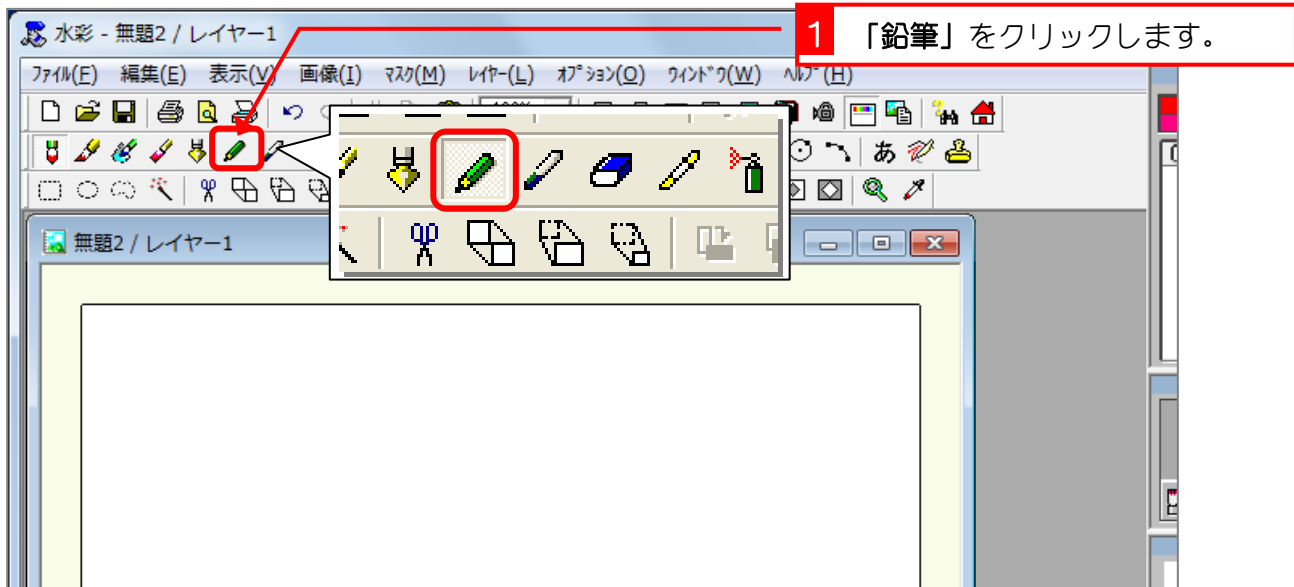 水彩 - 無題2 / レイヤー1
1 「鉛筆」をクリックします。
ﾌｧｲﾙ(F) 編集(E) 表示(V) 画像(I) ﾏｽｸ(M) ﾚｲﾔｰ(L) ｵﾌﾟｼｮﾝ(O) ｳｨﾝﾄﾞｳ(W) ﾍﾙﾌﾟ(H)
あ
無題2 / レイヤー1